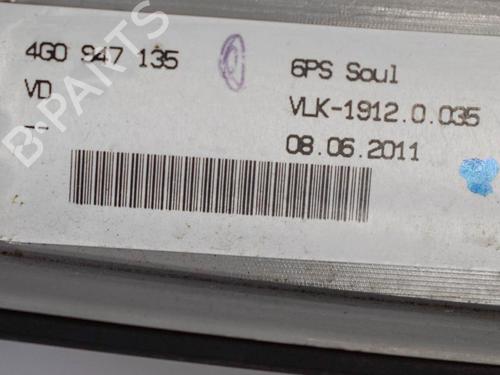 4G0 947 135
6PS Soul
VD
VLK-1912.0.035
--
08.06.2011
B-PARTS